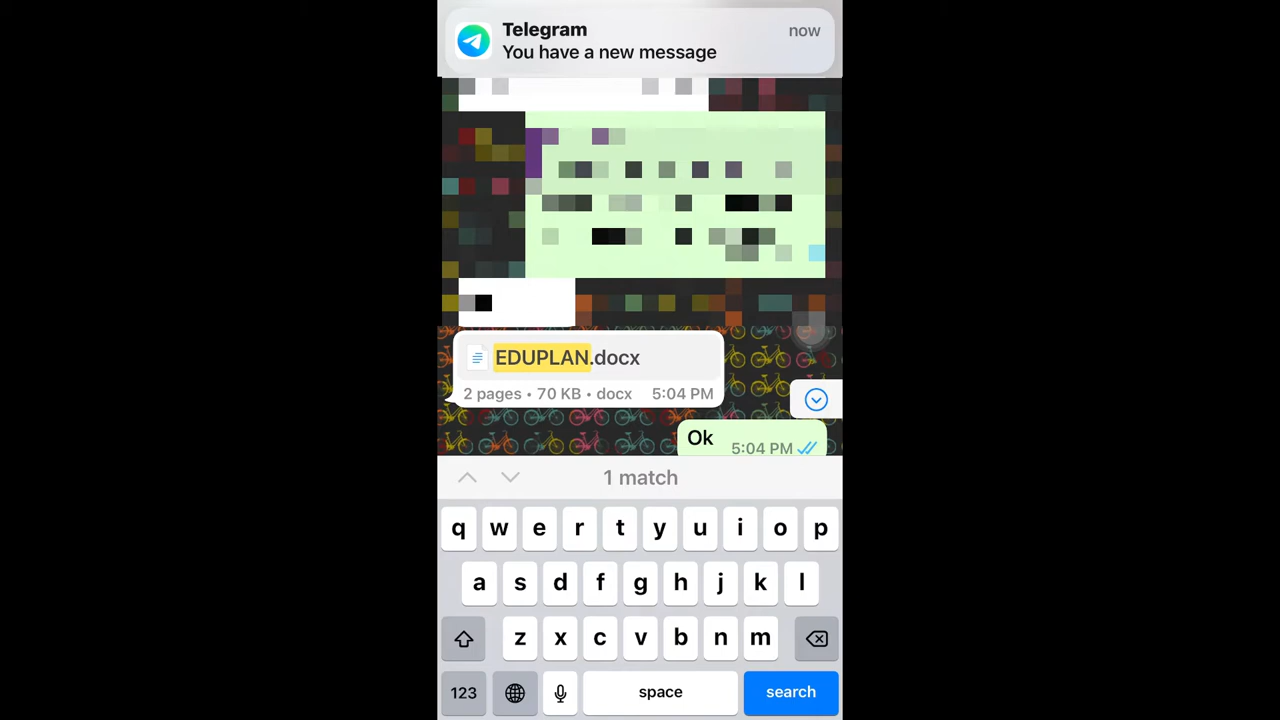 Telegram
now
You have a new message
EDUPLAN.docx
2 pages • 70 KB • docx 5:04 PM
Ok
5:04 PM
1 match
q w e r t y u i o p
a s d f g h j k l
z x c v b n m
123
space
search